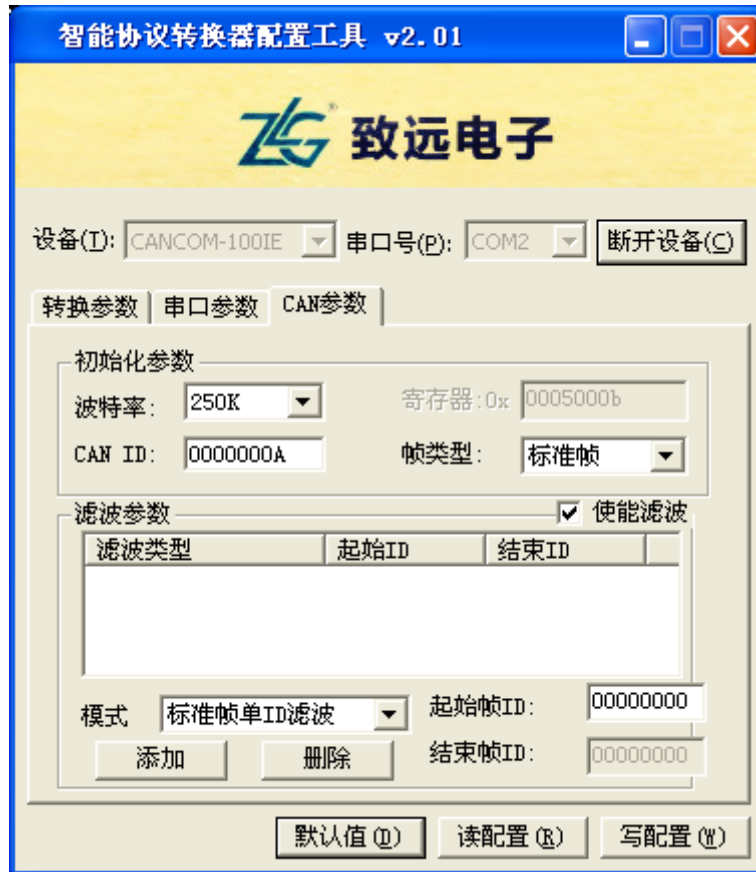 智能协议转换器配置工具 v2.01
ZLG® 致远电子
设备(T): CANCOM-100IE 串口号(P): COM2 断开设备(C)
转换参数 串口参数 CAN参数
初始化参数
波特率: 250K 寄存器:0x 0005000b
CAN ID: 0000000A 帧类型: 标准帧
滤波参数 使能滤波
滤波类型 起始ID 结束ID
模式 标准帧单ID滤波 起始帧ID: 00000000
添加 删除 结束帧ID: 00000000
默认值(D) 读配置(R) 写配置(W)